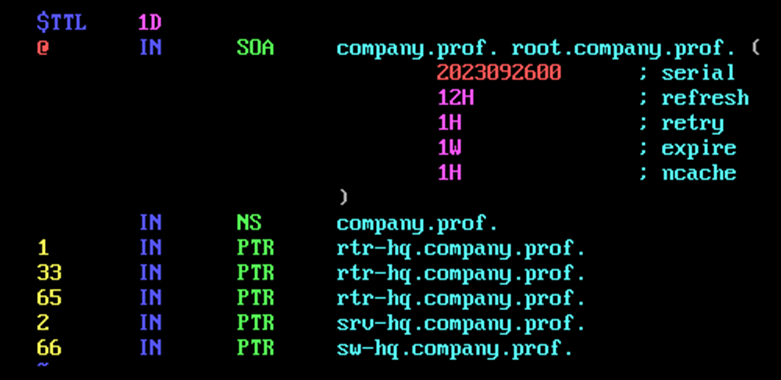 $TTL 1D
@ IN SOA company.prof. root.company.prof. (
2023092600 ; serial
12H ; refresh
1H ; retry
1W ; expire
1H ; ncache
)
IN NS company.prof.
1 IN PTR rtr-hq.company.prof.
33 IN PTR rtr-hq.company.prof.
65 IN PTR rtr-hq.company.prof.
2 IN PTR srv-hq.company.prof.
66 IN PTR sw-hq.company.prof.
~